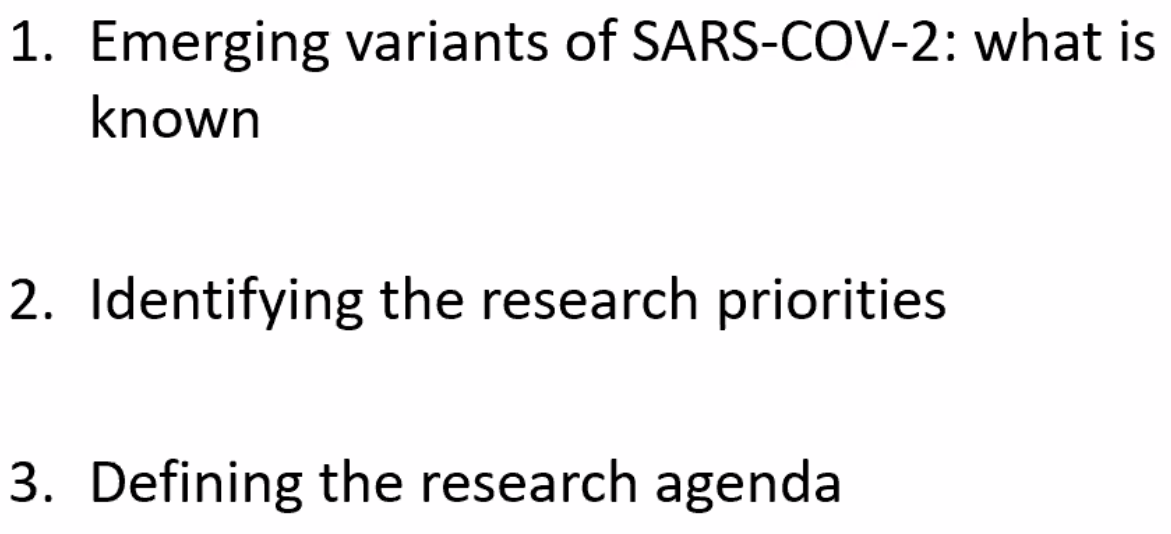 1. Emerging variants of SARS-COV-2: what is
known
2. Identifying the research priorities
3. Defining the research agenda